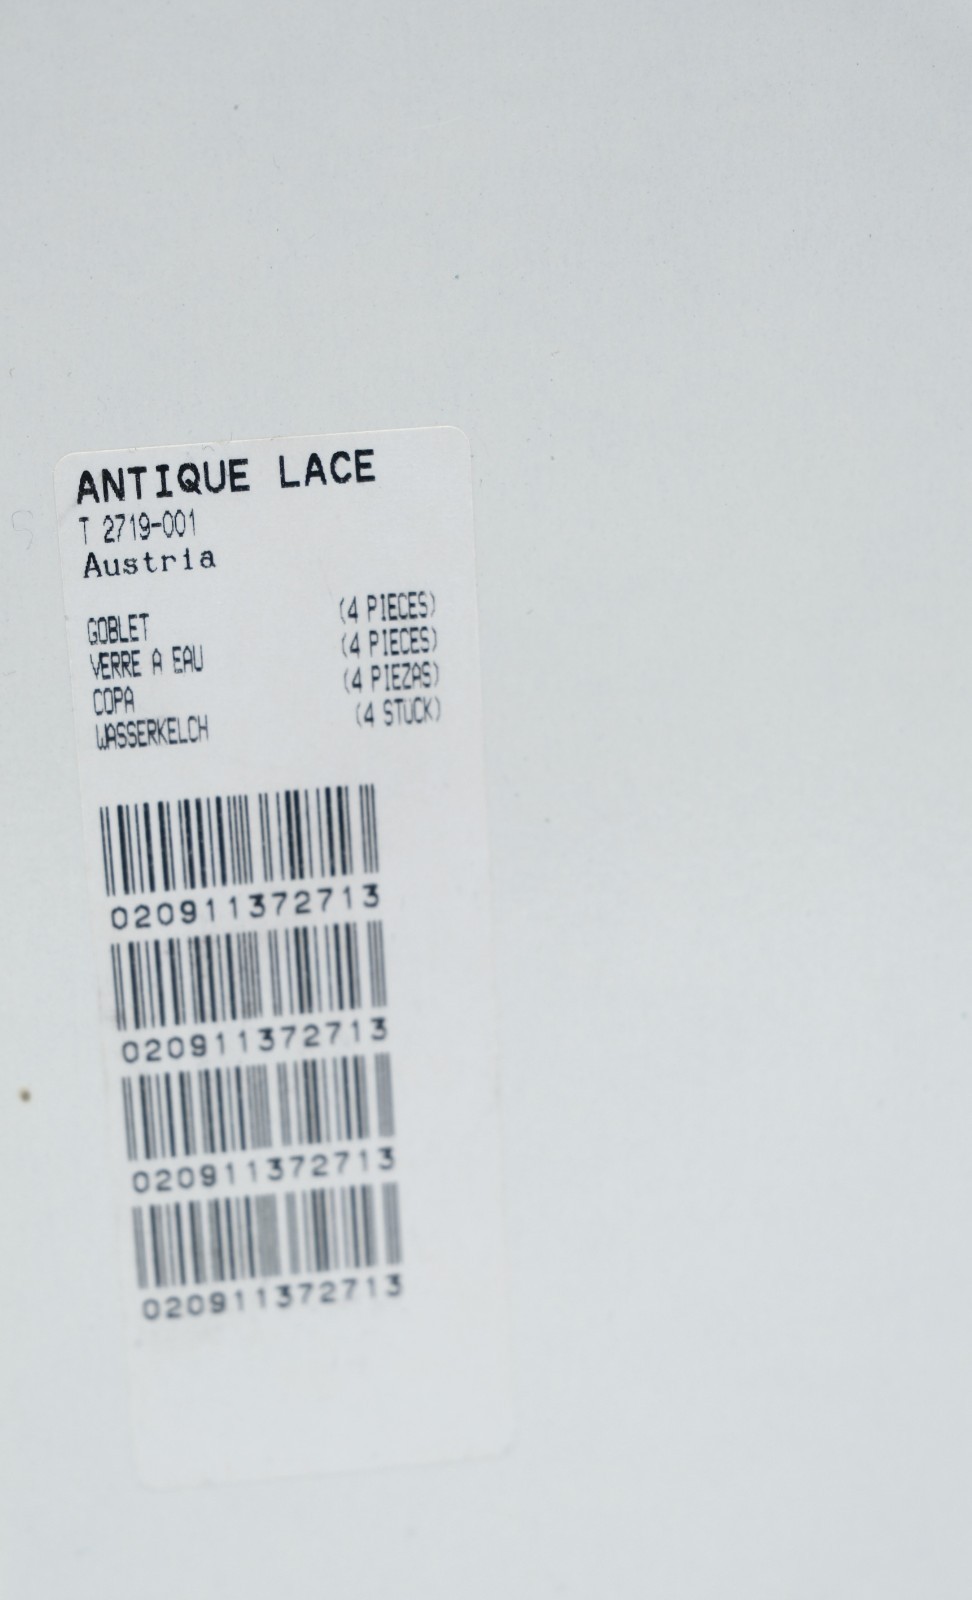 ANTIQUE LACE
T 2719-001
Austria
GOBLET (4 PIECES)
VERRE A EAU (4 PIECES)
COPA (4 PIEZAS)
WASSERKELCH (4 STUCK)
020911372713
020911372713
020911372713
020911372713